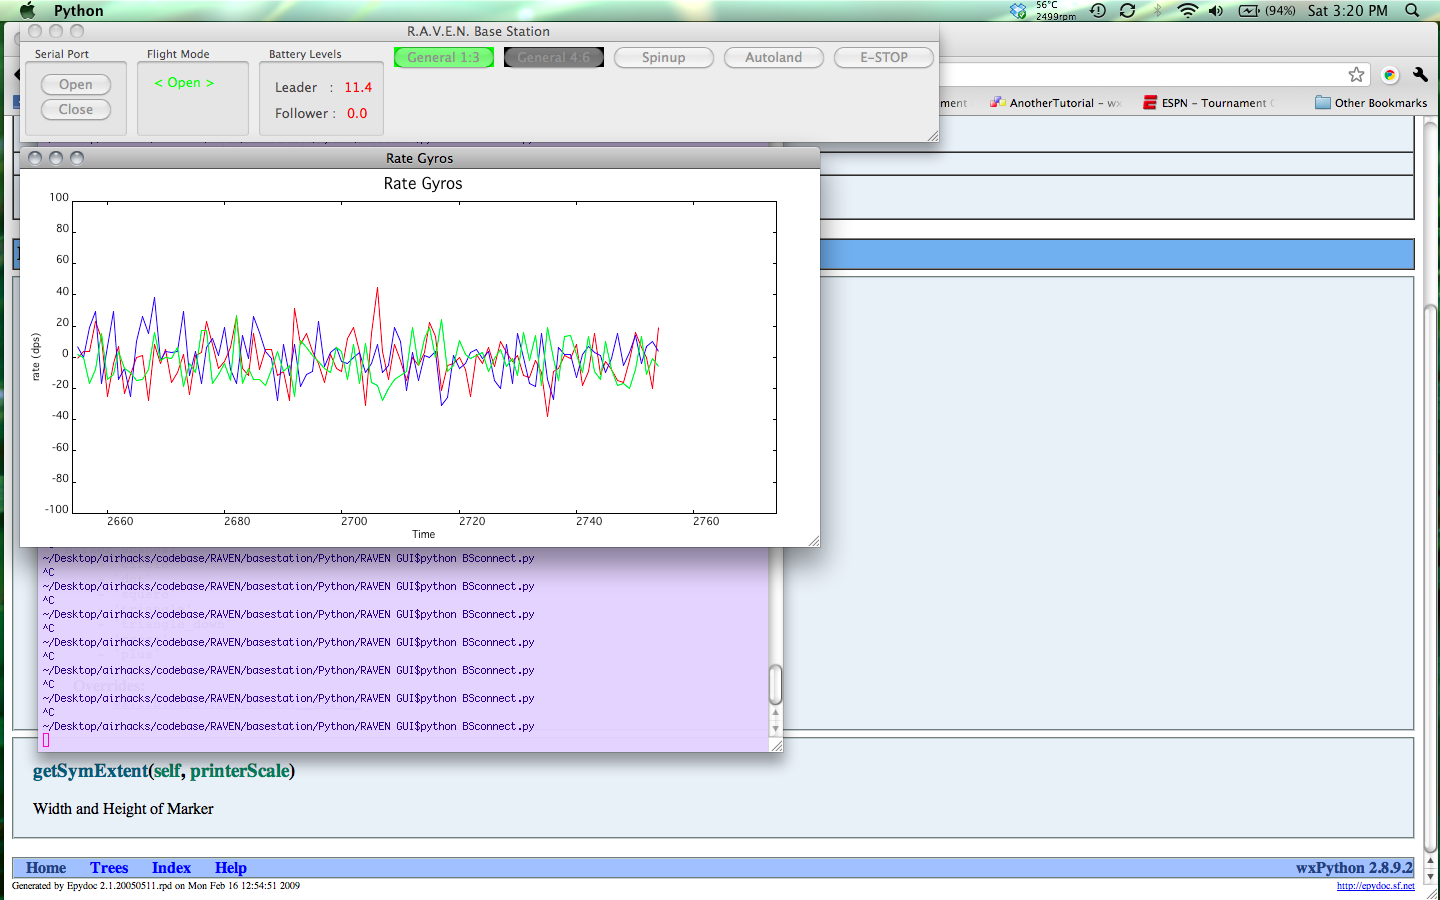 Python
56°C
2499rpm
(94%)
Sat 3:20 PM
R.A.V.E.N. Base Station
Serial Port
Flight Mode
Battery Levels
General 1:3
General 4:6
Spinup
Autoland
E-STOP
Open
Close
< Open >
Leader : 11.4
Follower : 0.0
ment
AnotherTutorial - wx
ESPN - Tournament C
Other Bookmarks
Rate Gyros
Rate Gyros
100
80
60
40
20
0
-20
-40
-60
-80
-100
rate (dps)
2660
2680
2700
2720
2740
2760
Time
~/Desktop/airhacks/codebase/RAVEN/basestation/Python/RAVEN GUI$python BSconnect.py
^C
~/Desktop/airhacks/codebase/RAVEN/basestation/Python/RAVEN GUI$python BSconnect.py
^C
~/Desktop/airhacks/codebase/RAVEN/basestation/Python/RAVEN GUI$python BSconnect.py
^C
~/Desktop/airhacks/codebase/RAVEN/basestation/Python/RAVEN GUI$python BSconnect.py
^C
~/Desktop/airhacks/codebase/RAVEN/basestation/Python/RAVEN GUI$python BSconnect.py
^C
~/Desktop/airhacks/codebase/RAVEN/basestation/Python/RAVEN GUI$python BSconnect.py
^C
~/Desktop/airhacks/codebase/RAVEN/basestation/Python/RAVEN GUI$python BSconnect.py
getSymExtent(self, printerScale)
Width and Height of Marker
Home
Trees
Index
Help
wxPython 2.8.9.2
Generated by Epydoc 2.1.20050511.rpd on Mon Feb 16 12:54:51 2009
http://epydoc.sf.net